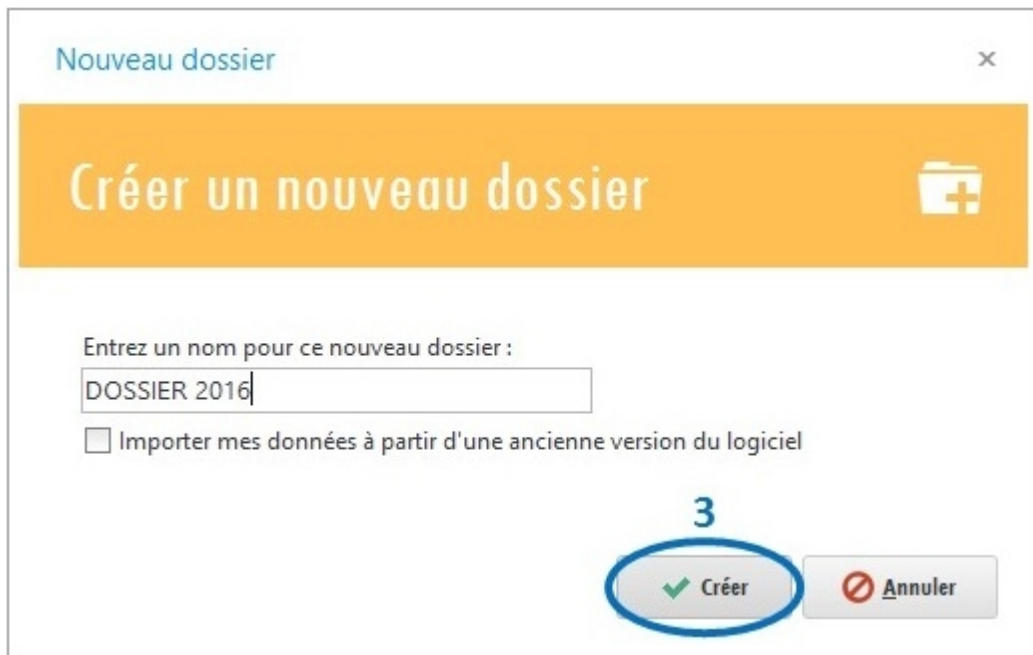 Nouveau dossier
Créer un nouveau dossier
Entrez un nom pour ce nouveau dossier :
DOSSIER 2016
Importer mes données à partir d'une ancienne version du logiciel
3
Créer
Annuler